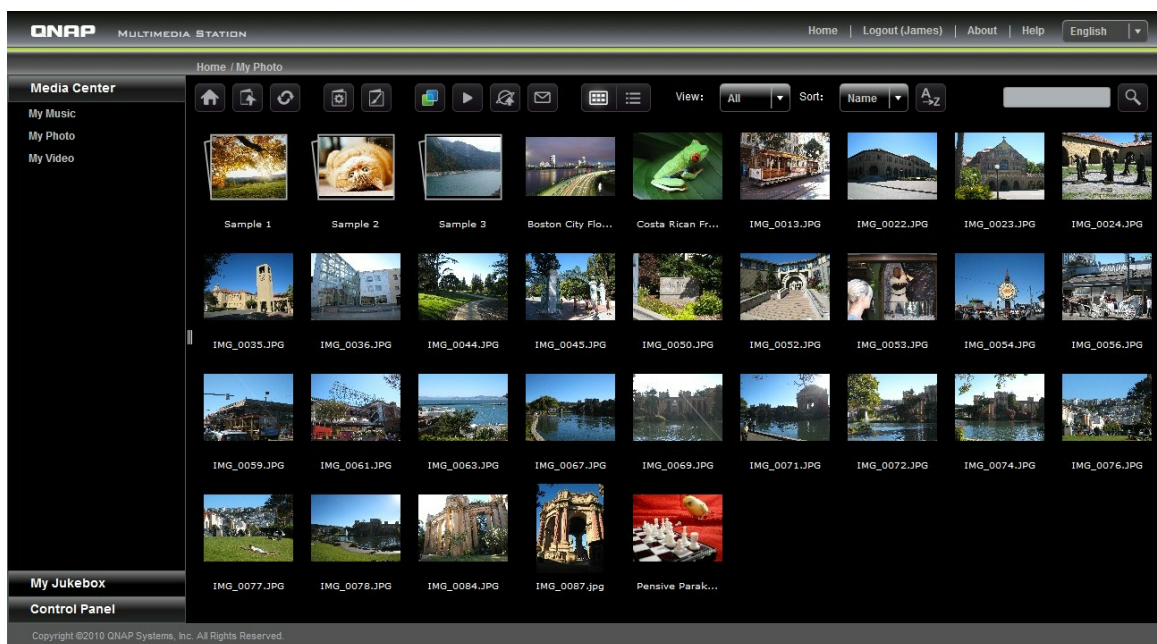 QNAP MULTIMEDIA STATION
Home | Logout (James) | About | Help English
Home / My Photo
Media Center
My Music
My Photo
My Video
View: All Sort: Name A→Z
Sample 1 Sample 2 Sample 3 Boston City Flo... Costa Rican Fr... IMG_0013.JPG IMG_0022.JPG IMG_0023.JPG IMG_0024.JPG
IMG_0035.JPG IMG_0036.JPG IMG_0044.JPG IMG_0045.JPG IMG_0050.JPG IMG_0052.JPG IMG_0053.JPG IMG_0054.JPG IMG_0056.JPG
IMG_0059.JPG IMG_0061.JPG IMG_0063.JPG IMG_0067.JPG IMG_0069.JPG IMG_0071.JPG IMG_0072.JPG IMG_0074.JPG IMG_0076.JPG
IMG_0077.JPG IMG_0078.JPG IMG_0084.JPG IMG_0087.jpg Pensive Parak...
My Jukebox
Control Panel
Copyright ©2010 QNAP Systems, Inc. All Rights Reserved.